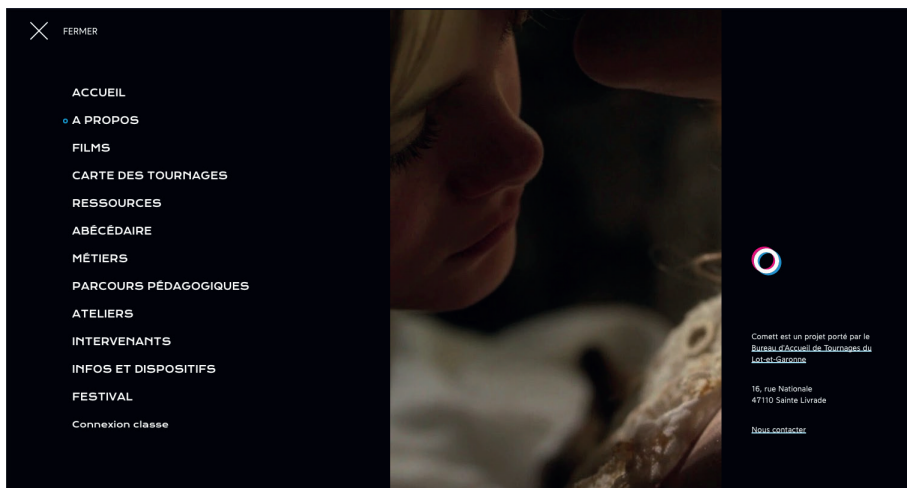 FERMER
ACCUEIL
A PROPOS
FILMS
CARTE DES TOURNAGES
RESSOURCES
ABÉCÉDAIRE
MÉTIERS
PARCOURS PÉDAGOGIQUES
ATELIERS
INTERVENANTS
INFOS ET DISPOSITIFS
FESTIVAL
Connexion classe
Comett est un projet porté par le
Bureau d'Accueil de Tournages du
Lot-et-Garonne
16, rue Nationale
47110 Sainte Livrade
Nous contacter